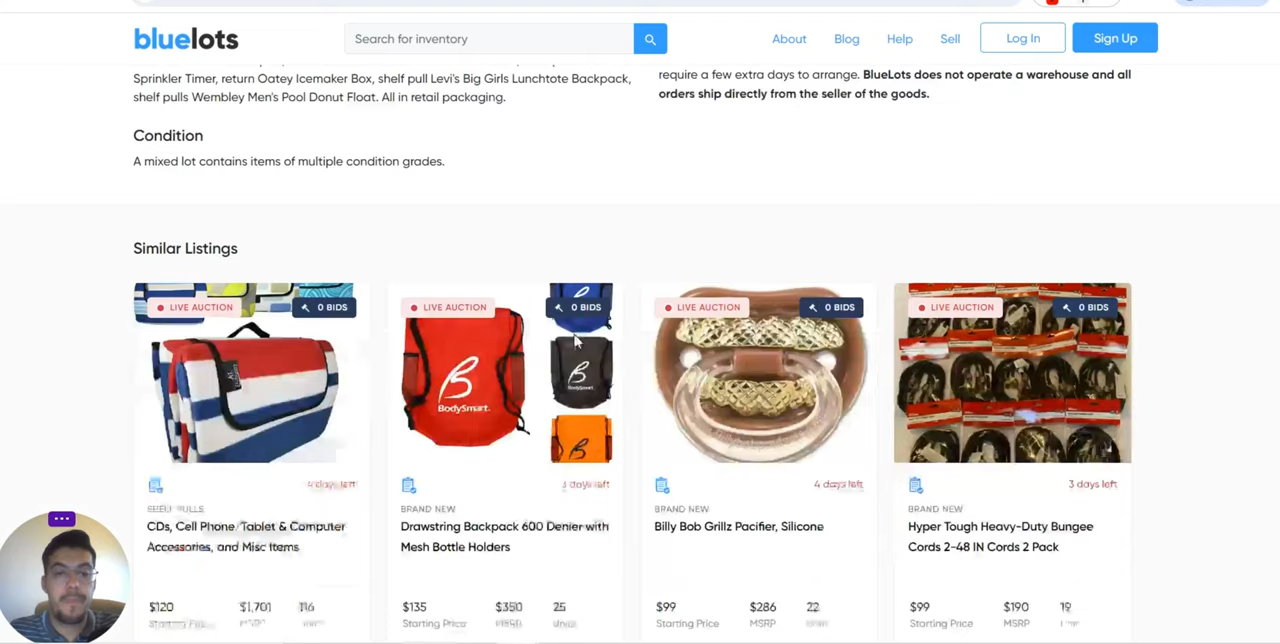 bluelots
Search for inventory
About
Blog
Help
Sell
Log In
Sign Up
Sprinkler Timer, return Oatey Icemaker Box, shelf pull Levi's Big Girls Lunchtote Backpack,
shelf pulls Wembley Men's Pool Donut Float. All in retail packaging.
require a few extra days to arrange. BlueLots does not operate a warehouse and all
orders ship directly from the seller of the goods.
Condition
A mixed lot contains items of multiple condition grades.
Similar Listings
LIVE AUCTION
0 BIDS
4 days left
CDs, Cell Phone/Tablet & Computer
Accessories, and Misc Items
$120
$1,701
Starting
LIVE AUCTION
0 BIDS
BodySmart.
3 days left
BRAND NEW
Drawstring Backpack 600 Denier with
Mesh Bottle Holders
$135
$350
25
Starting Price
MSRP
LIVE AUCTION
0 BIDS
4 days left
BRAND NEW
Billy Bob Grillz Pacifier, Silicone
$99
$286
22
Starting Price
MSRP
LIVE AUCTION
0 BIDS
3 days left
BRAND NEW
Hyper Tough Heavy-Duty Bungee
Cords 2-48 IN Cords 2 Pack
$99
$190
19
Starting Price
MSRP